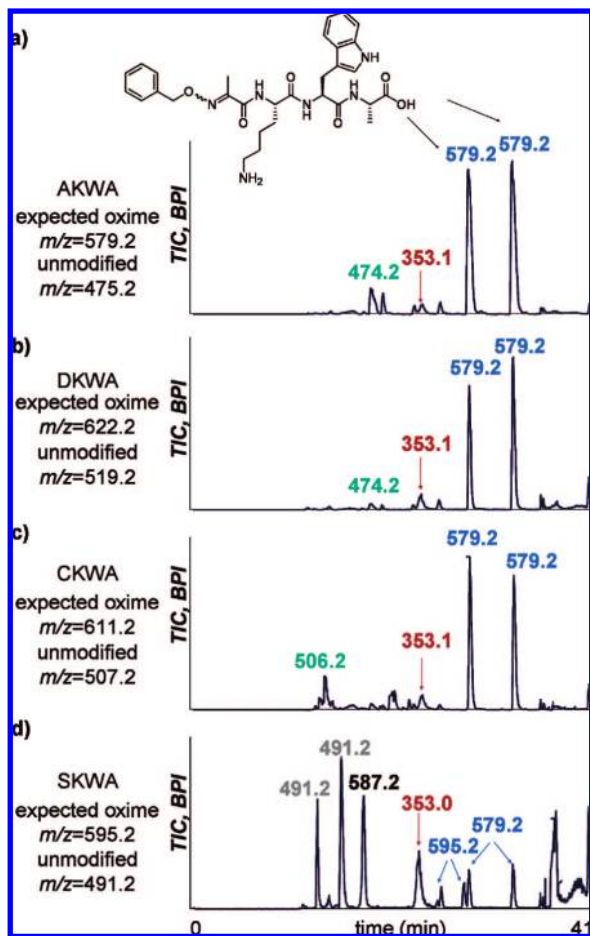 a)
NH
O
N
N
H
O
H
N
O
N
H
O
OH
NH₂
579.2
579.2
AKWA
expected oxime
m/z=579.2
unmodified
m/z=475.2
TIC, BPI
474.2
353.1
b)
DKWA
expected oxime
m/z=622.2
unmodified
m/z=519.2
TIC, BPI
579.2
579.2
353.1
474.2
c)
CKWA
expected oxime
m/z=611.2
unmodified
m/z=507.2
TIC, BPI
579.2
579.2
506.2
353.1
d)
SKWA
expected oxime
m/z=595.2
unmodified
m/z=491.2
TIC, BPI
491.2
491.2
587.2
353.0
595.2
579.2
0 time (min) 41